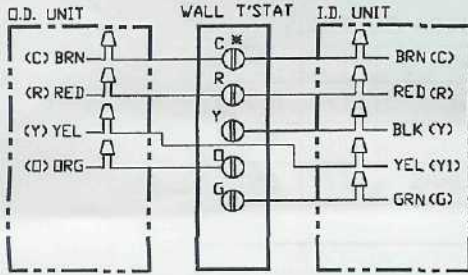 O.D. UNIT WALL T'STAT I.D. UNIT
(C) BRN C * BRN (C)
(R) RED R RED (R)
(Y) YEL Y BLK (Y)
(O) ORG O YEL (Y1)
G GRN (G)